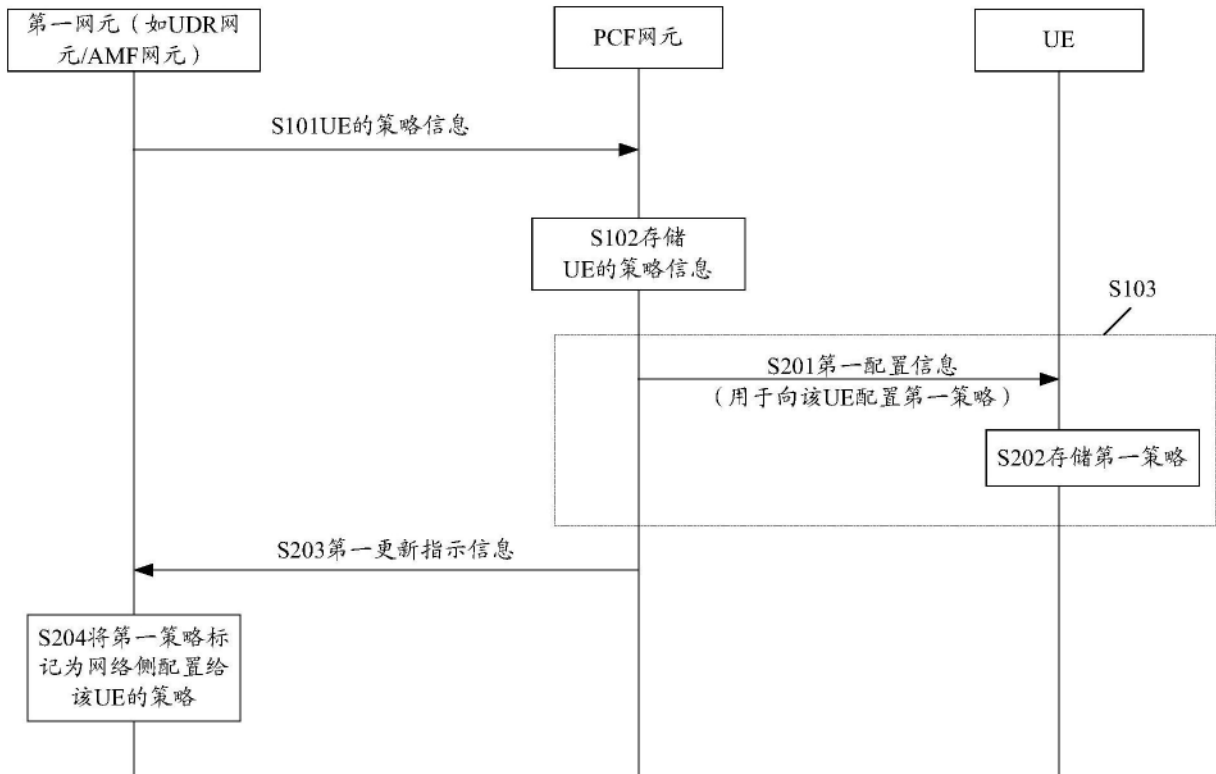 第一网元（如UDR网
元/AMF网元）
PCF网元
UE
S101UE的策略信息
S102存储
UE的策略信息
S103
S201第一配置信息
（用于向该UE配置第一策略）
S202存储第一策略
S203第一更新指示信息
S204将第一策略标
记为网络侧配置给
该UE的策略